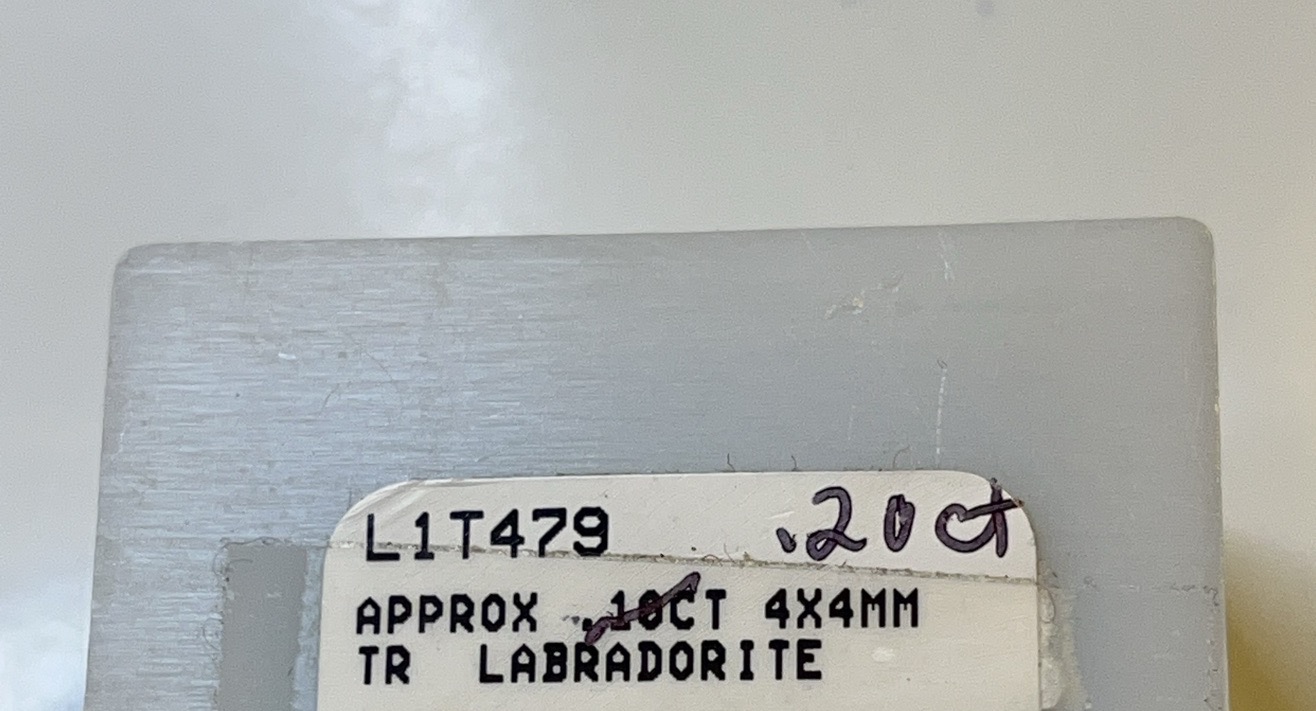 L1T479 .20ct
APPROX .10CT 4X4MM
TR LABRADORITE